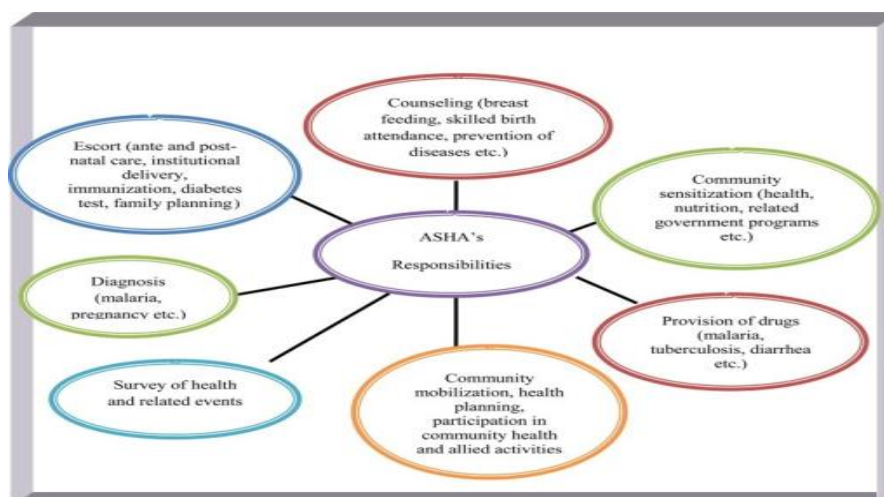 Counseling (breast
feeding, skilled birth
attendance, prevention of
diseases etc.)
Escort (ante and post-
natal care, institutional
delivery,
immunization, diabetes
test, family planning)
Community
sensitization (health,
nutrition, related
government programs
etc.)
ASHA's
Responsibilities
Diagnosis
(malaria,
pregnancy etc.)
Provision of drugs
(malaria,
tuberculosis, diarrhea
etc.)
Survey of health
and related events
Community
mobilization, health
planning,
participation in
community health
and allied activities